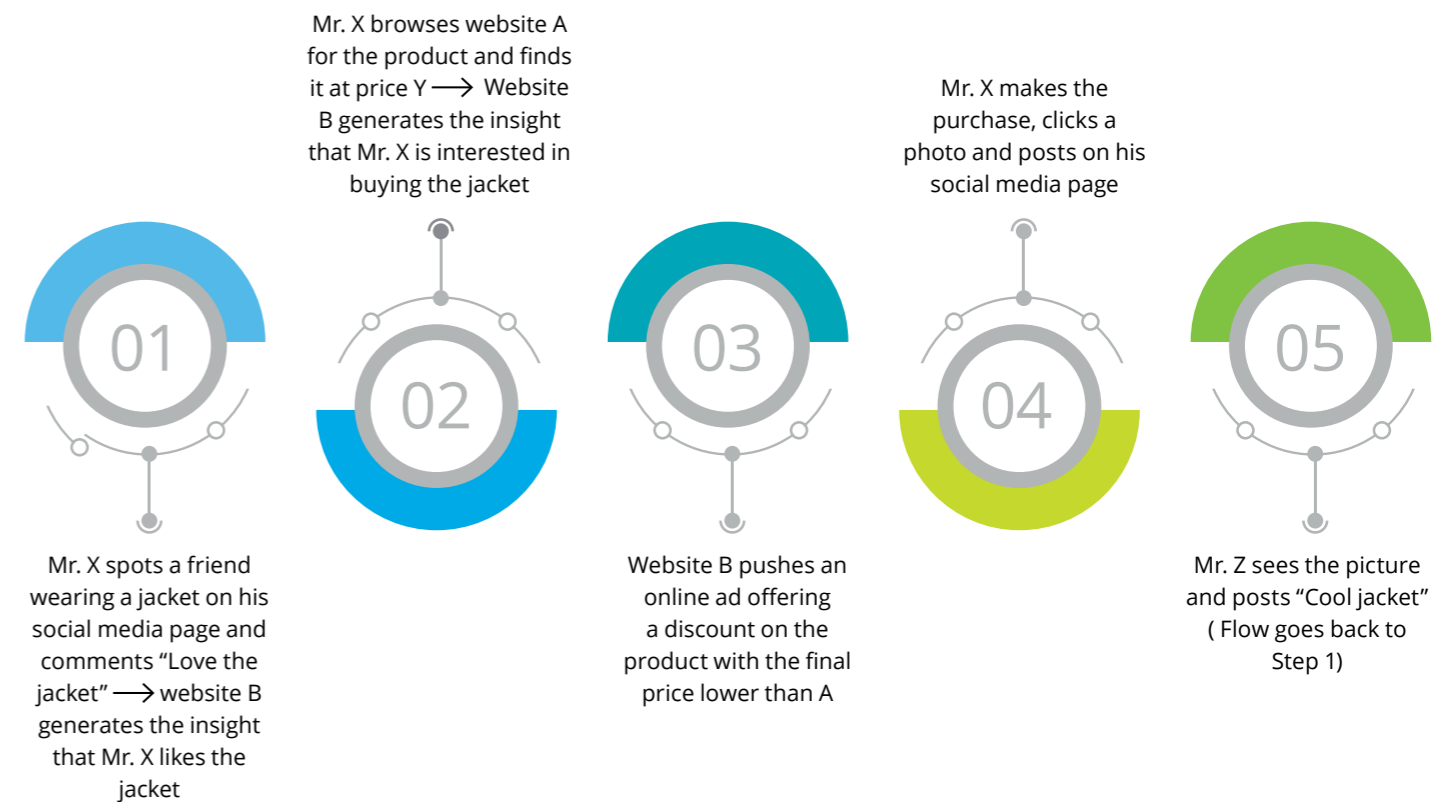 01
Mr. X spots a friend
wearing a jacket on his
social media page and
comments “Love the
jacket” ⟶ website B
generates the insight
that Mr. X likes the
jacket
Mr. X browses website A
for the product and finds
it at price Y ⟶ Website
B generates the insight
that Mr. X is interested in
buying the jacket
02
03
Website B pushes an
online ad offering
a discount on the
product with the final
price lower than A
Mr. X makes the
purchase, clicks a
photo and posts on his
social media page
04
05
Mr. Z sees the picture
and posts “Cool jacket”
( Flow goes back to
Step 1)